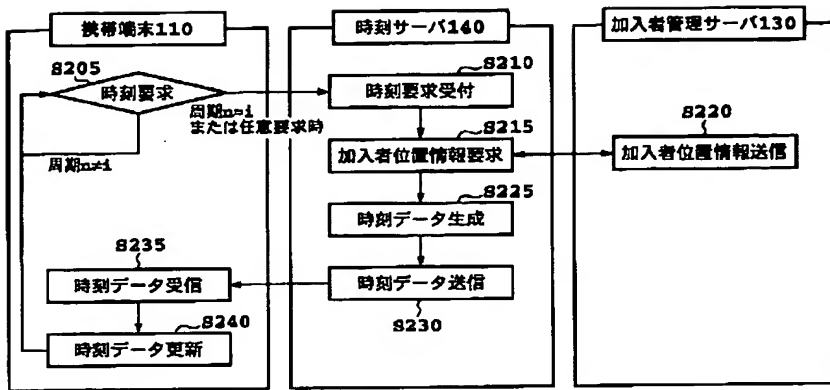 携帯端末110
時刻サーバ140
加入者管理サーバ130
S205
時刻要求
周期n=i
または任意要求時
周期n≠i
S210
時刻要求受付
S215
加入者位置情報要求
S220
加入者位置情報送信
S225
時刻データ生成
S235
時刻データ受信
時刻データ送信
S230
S240
時刻データ更新